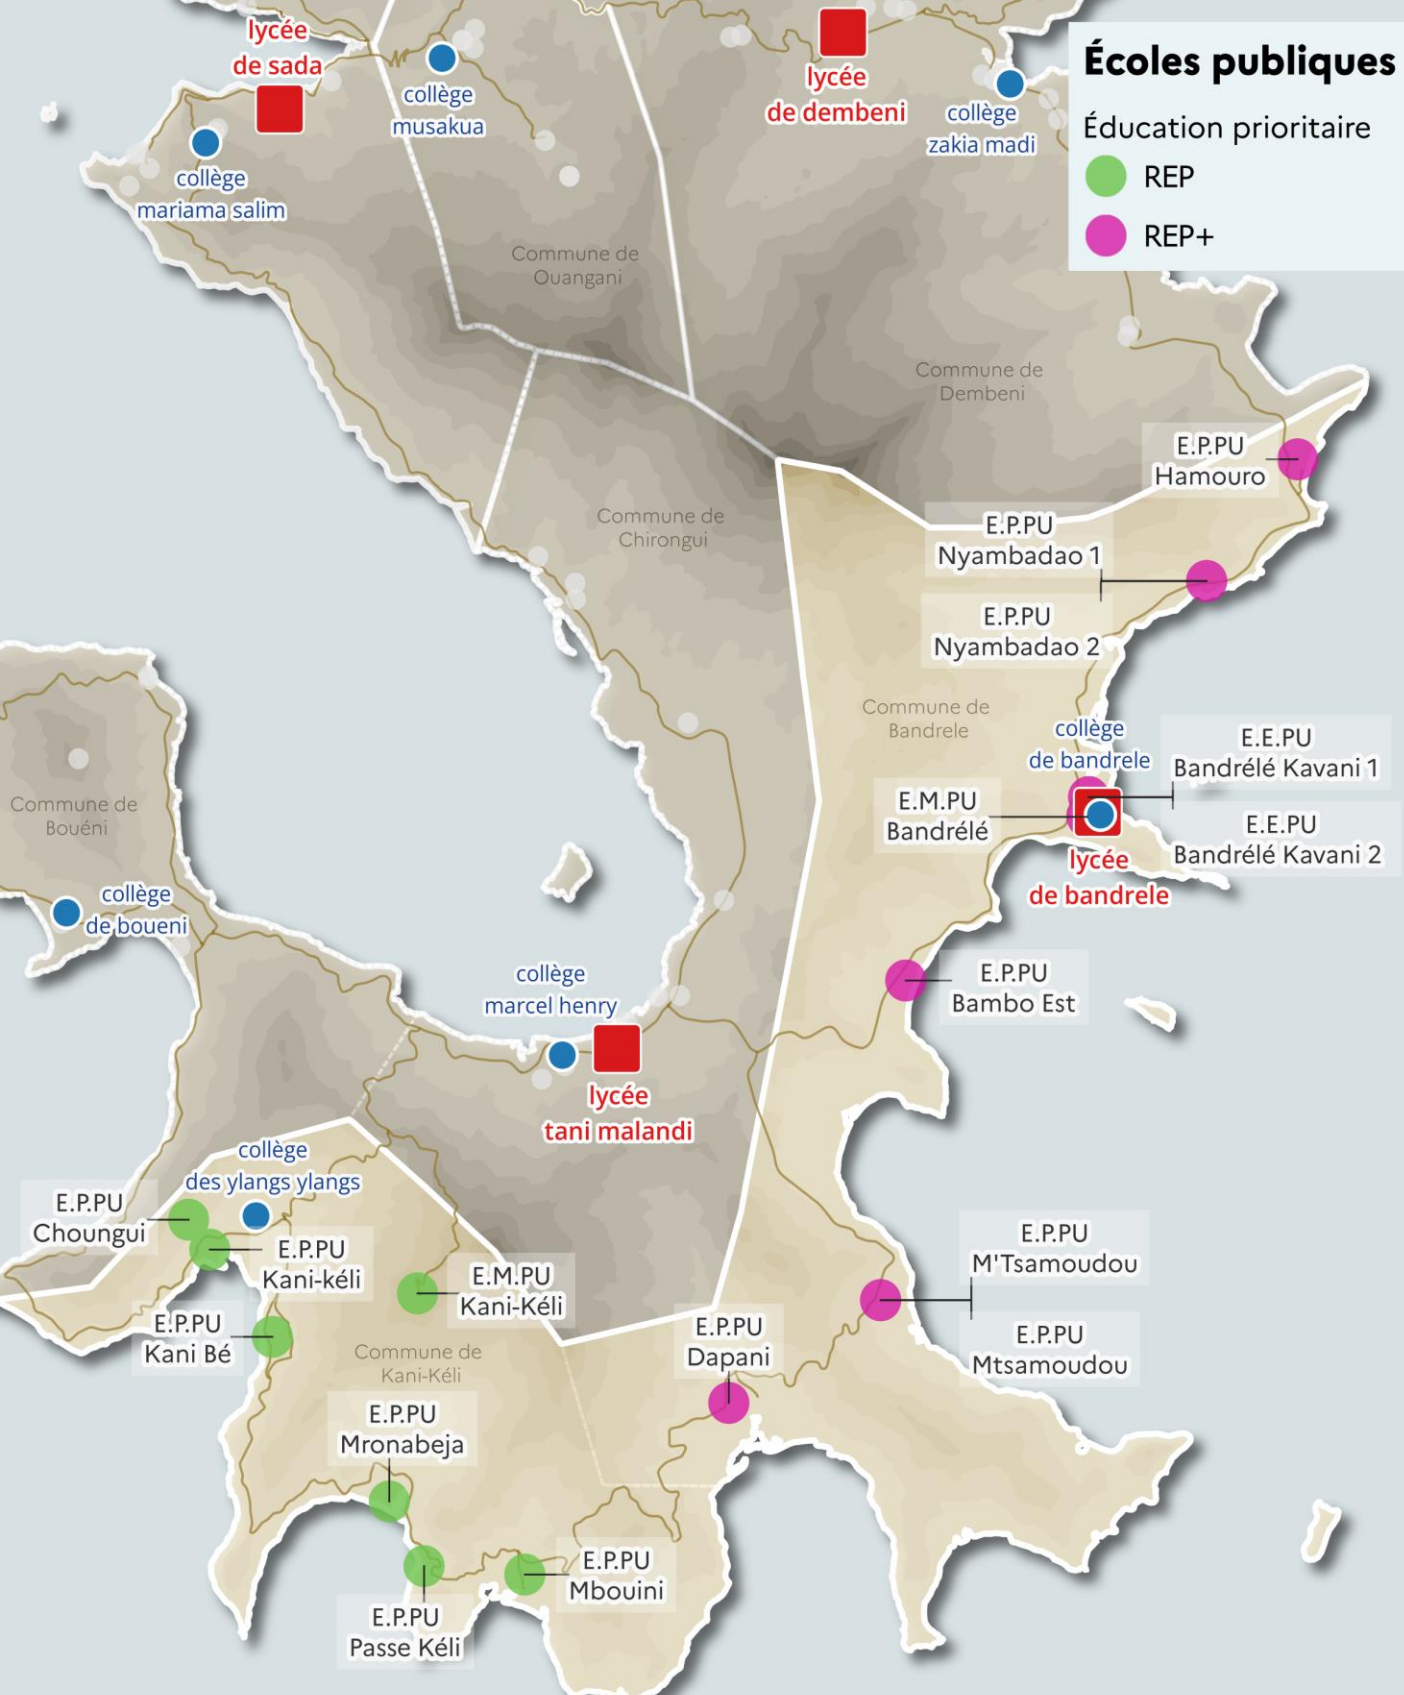 lycée
de sada
collège
musakua
lycée
de dembeni
collège
zakia madi
Écoles publiques
Éducation prioritaire
REP
REP+
collège
mariama salim
Commune de
Ouangani
Commune de
Dembeni
E.P.PU
Hamouro
Commune de
Chirongui
E.P.PU
Nyambadao 1
E.P.PU
Nyambadao 2
Commune de
Bandrele
collège
de bandrele
E.E.PU
Bandrélé Kavani 1
E.M.PU
Bandrélé
E.E.PU
Bandrélé Kavani 2
lycée
de bandrele
Commune de
Bouéni
collège
de boueni
collège
marcel henry
E.P.PU
Bambo Est
lycée
tani malandi
collège
des ylangs ylangs
E.P.PU
Choungui
E.P.PU
Kani-kéli
E.M.PU
Kani-Kéli
E.P.PU
M'Tsamoudou
E.P.PU
Kani Bé
Commune de
Kani-Kéli
E.P.PU
Dapani
E.P.PU
Mtsamoudou
E.P.PU
Mronabeja
E.P.PU
Mbouini
E.P.PU
Passe Kéli